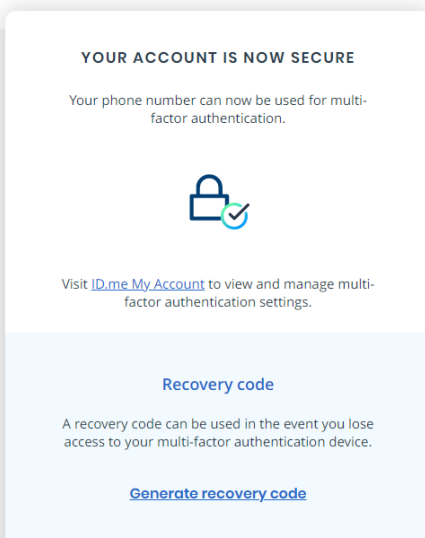 YOUR ACCOUNT IS NOW SECURE
Your phone number can now be used for multi-
factor authentication.
Visit ID.me My Account to view and manage multi-
factor authentication settings.
Recovery code
A recovery code can be used in the event you lose
access to your multi-factor authentication device.
Generate recovery code